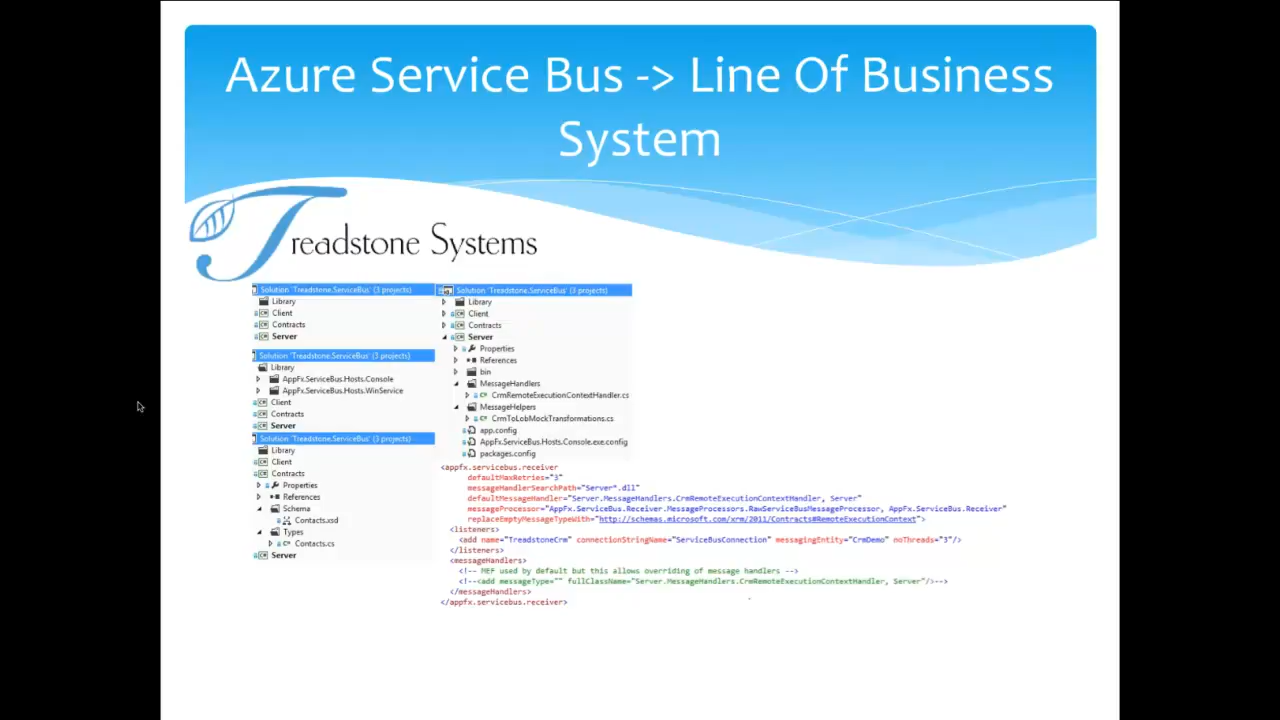 Azure Service Bus -> Line Of Business
System
Treadstone Systems
Solution 'Treadstone.ServiceBus' (3 projects)
Library
Client
Contracts
Server
Solution 'Treadstone.ServiceBus' (3 projects)
Library
AppFx.ServiceBus.Hosts.Console
AppFx.ServiceBus.Hosts.WinService
Client
Contracts
Server
Solution 'Treadstone.ServiceBus' (3 projects)
Library
Client
Contracts
Properties
References
Schema
Contacts.xsd
Types
Contacts.cs
Server
Solution 'Treadstone.ServiceBus' (3 projects)
Library
Client
Contracts
Server
Properties
References
bin
MessageHandlers
CrmRemoteExecutionContextHandler.cs
MessageHelpers
CrmToLobMockTransformations.cs
app.config
AppFx.ServiceBus.Hosts.Console.exe.config
packages.config
<appfx.servicebus.receiver
defaultMaxRetries="3"
messageHandlerSearchPath="Server*.dll"
defaultMessageHandler="Server.MessageHandlers.CrmRemoteExecutionContextHandler, Server"
messageProcessor="AppFx.ServiceBus.Receiver.MessageProcessors.RawServiceBusMessageProcessor, AppFx.ServiceBus.Receiver"
replaceEmptyMessageTypeWith="http://schemas.microsoft.com/xrm/2011/Contracts#RemoteExecutionContext">
<listeners>
<add name="TreadstoneCrm" connectionStringName="ServiceBusConnection" messagingEntity="CrmDemo" noThreads="3"/>
</listeners>
<messageHandlers>
<!-- MEF used by default but this allows overriding of message handlers -->
<!--<add messageType="" fullClassName="Server.MessageHandlers.CrmRemoteExecutionContextHandler, Server"/>-->
</messageHandlers>
</appfx.servicebus.receiver>